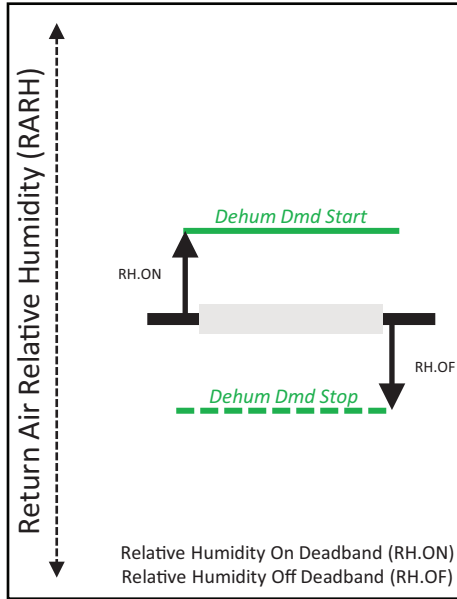 Return Air Relative Humidity (RARH)
Dehum Dmd Start
RH.ON
RH.OF
Dehum Dmd Stop
Relative Humidity On Deadband (RH.ON)
Relative Humidity Off Deadband (RH.OF)